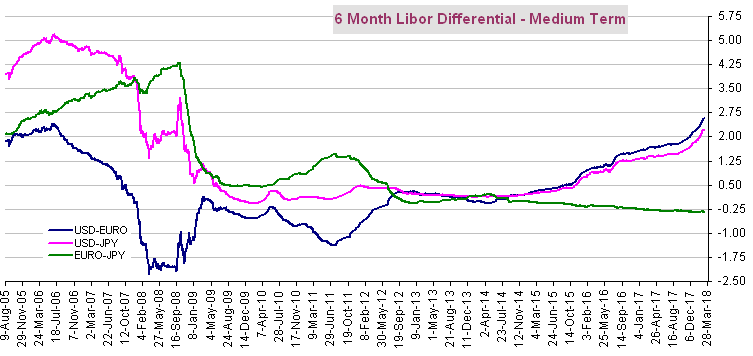 6 Month Libor Differential - Medium Term
5.75
5.00
4.25
3.50
2.75
2.00
1.25
0.50
-0.25
-1.00
-1.75
-2.50
USD-EURO
USD-JPY
EURO-JPY
9-Aug-05
29-Nov-05
24-Mar-06
18-Jul-06
7-Nov-06
2-Mar-07
22-Jun-07
12-Oct-07
4-Feb-08
27-May-08
16-Sep-08
8-Jan-09
4-May-09
24-Aug-09
14-Dec-09
7-Apr-10
28-Jul-10
17-Nov-10
9-Mar-11
29-Jun-11
19-Oct-11
8-Feb-12
30-May-12
19-Sep-12
9-Jan-13
1-May-13
21-Aug-13
11-Dec-13
2-Apr-14
23-Jul-14
12-Nov-14
4-Mar-15
24-Jun-15
14-Oct-15
3-Feb-16
25-May-16
14-Sep-16
4-Jan-17
26-Apr-17
16-Aug-17
6-Dec-17
28-Mar-18